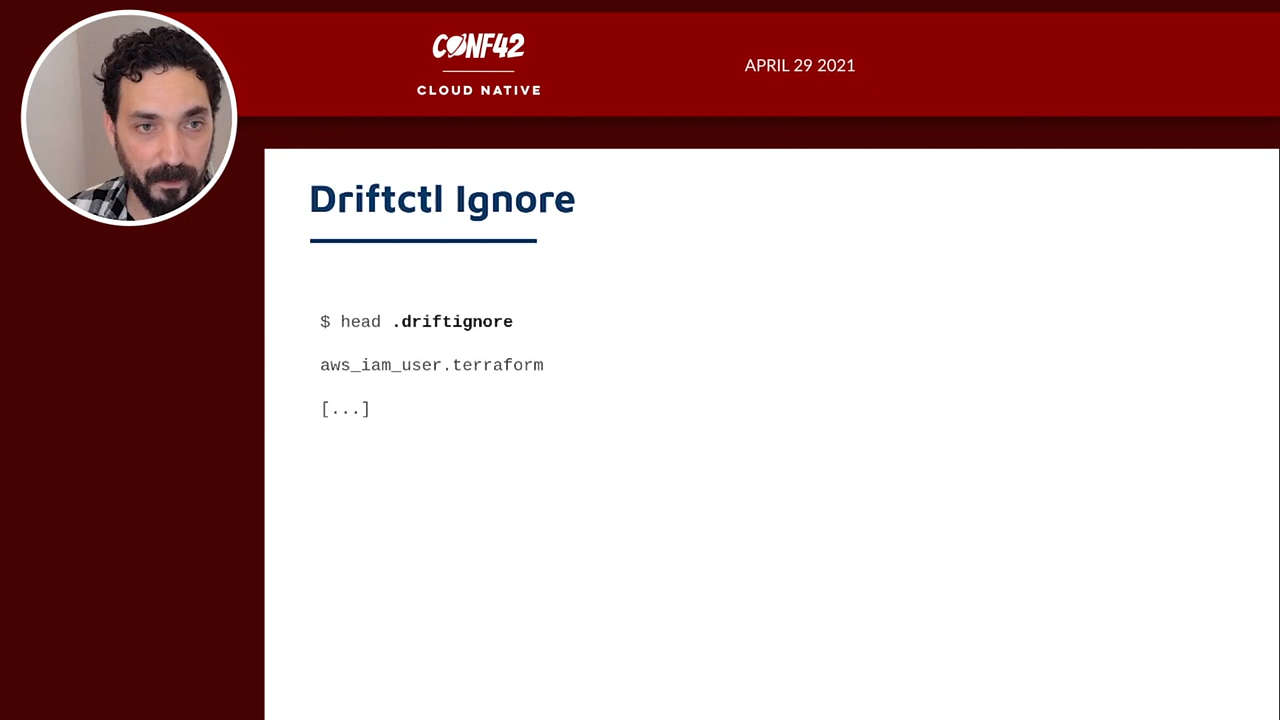 CONF42
CLOUD NATIVE
APRIL 29 2021
Driftctl Ignore
$ head .driftignore
aws_iam_user.terraform
[...]